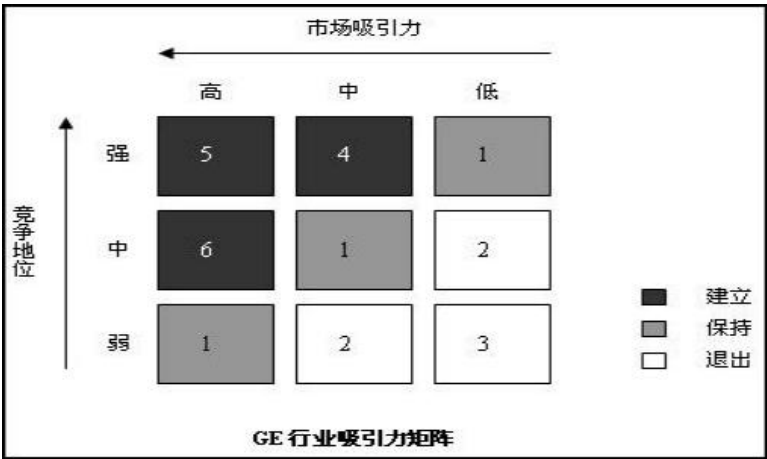 市场吸引力
高 中 低
强 5 4 1
竞争地位
中 6 1 2
弱 1 2 3
建立
保持
退出
GE 行业吸引力矩阵